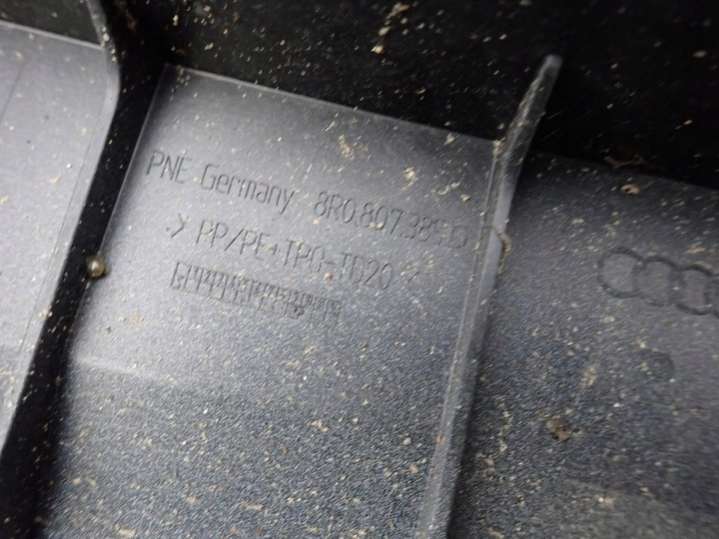 PNE Germany 8R0.807.385.D
>PP/PE+TPO-TD20<